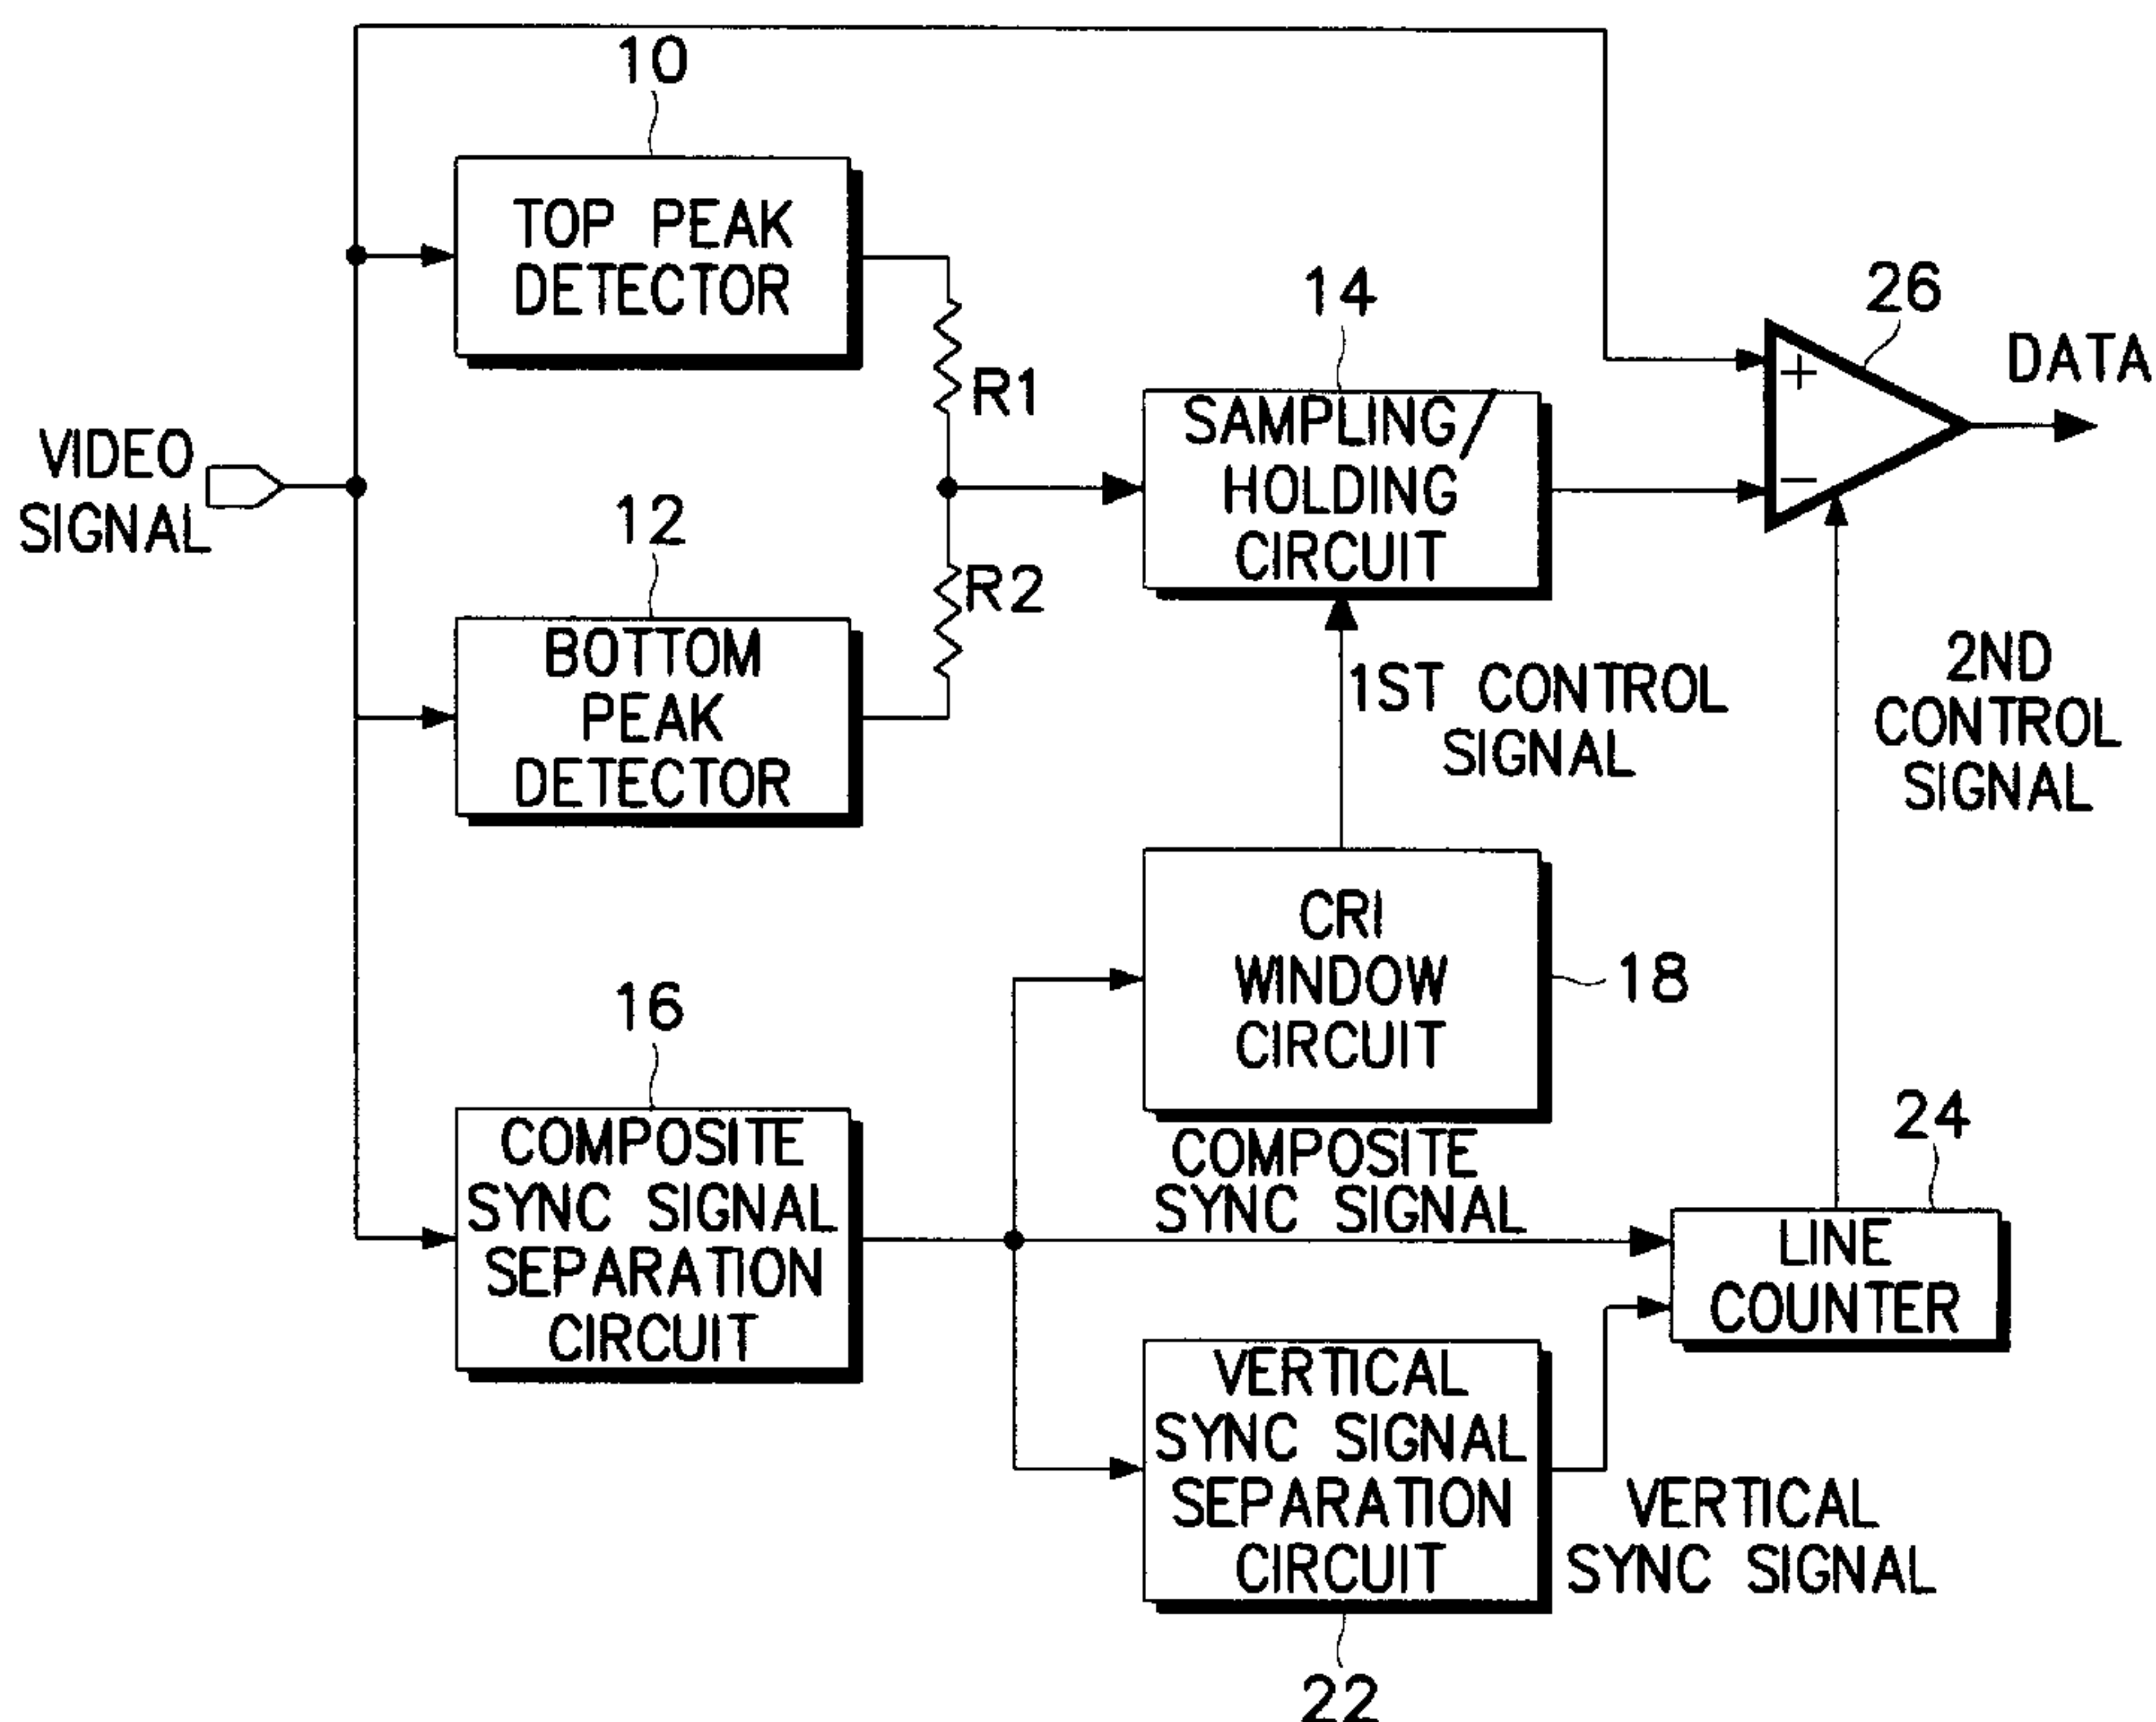 10
TOP PEAK
DETECTOR
R1
14
SAMPLING/
HOLDING
CIRCUIT
26
+
−
DATA
VIDEO
SIGNAL
12
BOTTOM
PEAK
DETECTOR
R2
1ST CONTROL
SIGNAL
2ND
CONTROL
SIGNAL
CRI
WINDOW
CIRCUIT
18
16
COMPOSITE
SYNC SIGNAL
SEPARATION
CIRCUIT
COMPOSITE
SYNC SIGNAL
24
LINE
COUNTER
VERTICAL
SYNC SIGNAL
SEPARATION
CIRCUIT
22
VERTICAL
SYNC SIGNAL